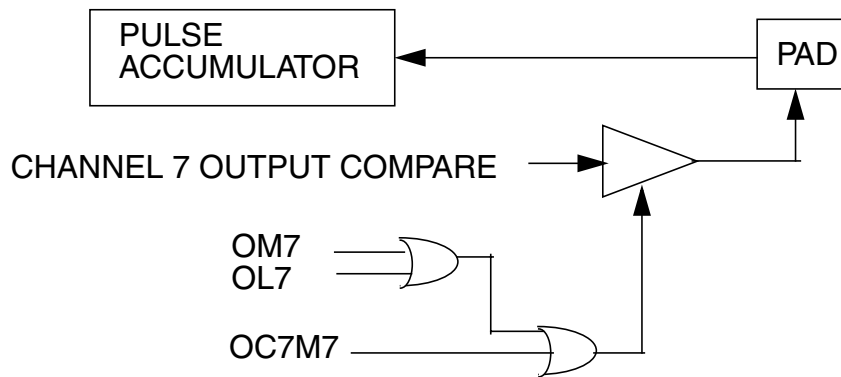 PULSE
ACCUMULATOR
PAD
CHANNEL 7 OUTPUT COMPARE
OM7
OL7
OC7M7